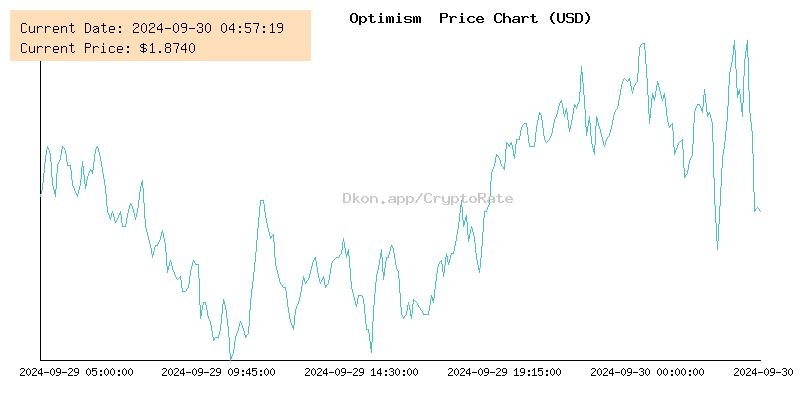 Optimism  Price Chart (USD)
Current Date: 2024-09-30 04:57:19
Current Price: $1.8740
Dkon.app/CryptoRate
2024-09-29 05:00:00 2024-09-29 09:45:00 2024-09-29 14:30:00 2024-09-29 19:15:00 2024-09-30 00:00:00 2024-09-30